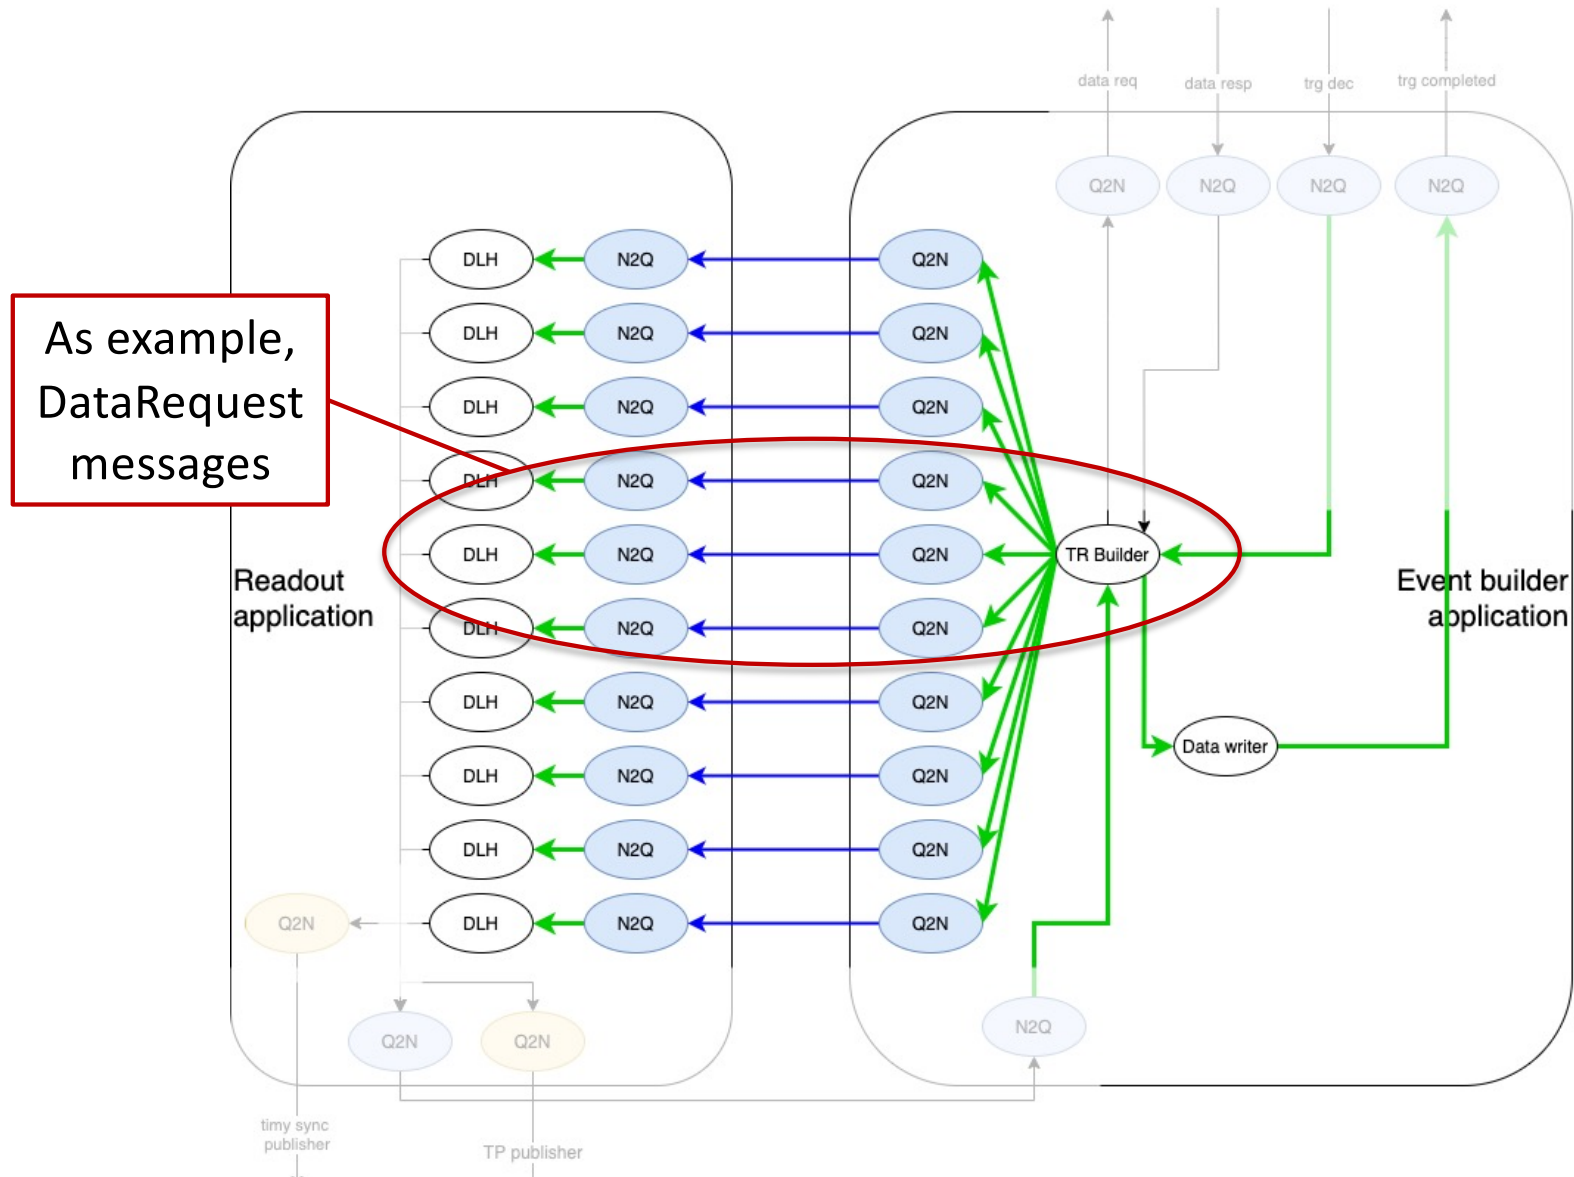 data req
data resp
trg dec
trg completed
Q2N
N2Q
N2Q
N2Q
DLH
N2Q
Q2N
DLH
N2Q
Q2N
As example,
DataRequest
messages
DLH
N2Q
Q2N
DLH
N2Q
Q2N
DLH
N2Q
Q2N
TR Builder
Readout
application
Event builder
application
DLH
N2Q
Q2N
DLH
N2Q
Q2N
Data writer
DLH
N2Q
Q2N
DLH
N2Q
Q2N
Q2N
DLH
N2Q
Q2N
Q2N
Q2N
N2Q
timy sync
publisher
TP publisher